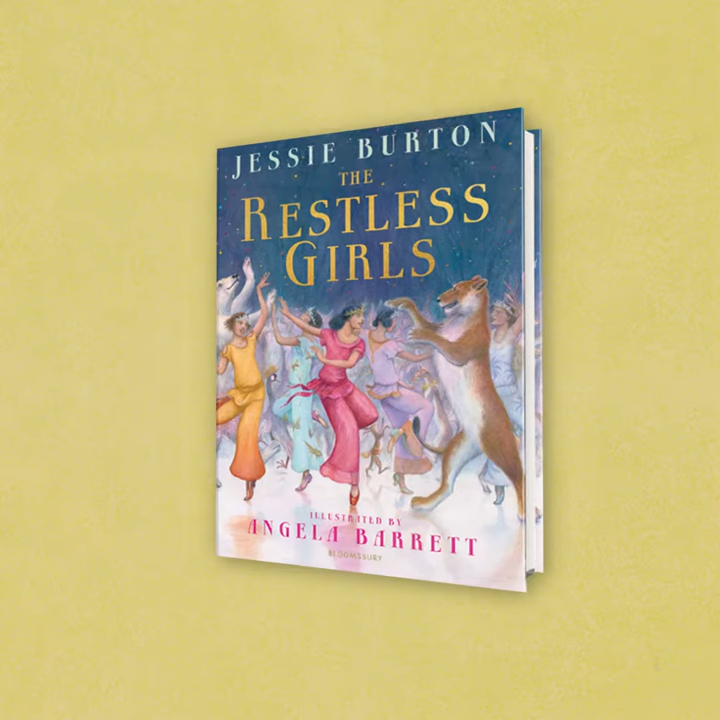 JESSIE BURTON
THE
RESTLESS
GIRLS
ILLUSTRATED BY
ANGELA BARRETT
BLOOMSBURY